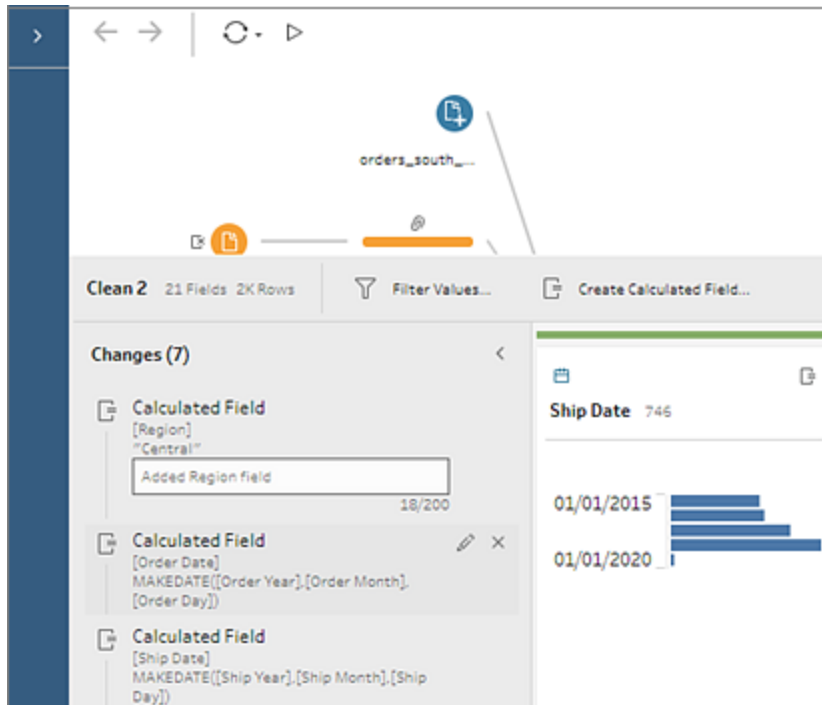 orders_south_...
Clean 2 21 Fields 2K Rows
Filter Values...
Create Calculated Field...
Changes (7)
Calculated Field
[Region]
"Central"
Added Region field
18/200
Calculated Field
[Order Date]
MAKEDATE([Order Year],[Order Month],
[Order Day])
Calculated Field
[Ship Date]
MAKEDATE([Ship Year],[Ship Month],[Ship
Day])
Ship Date 746
01/01/2015
01/01/2020